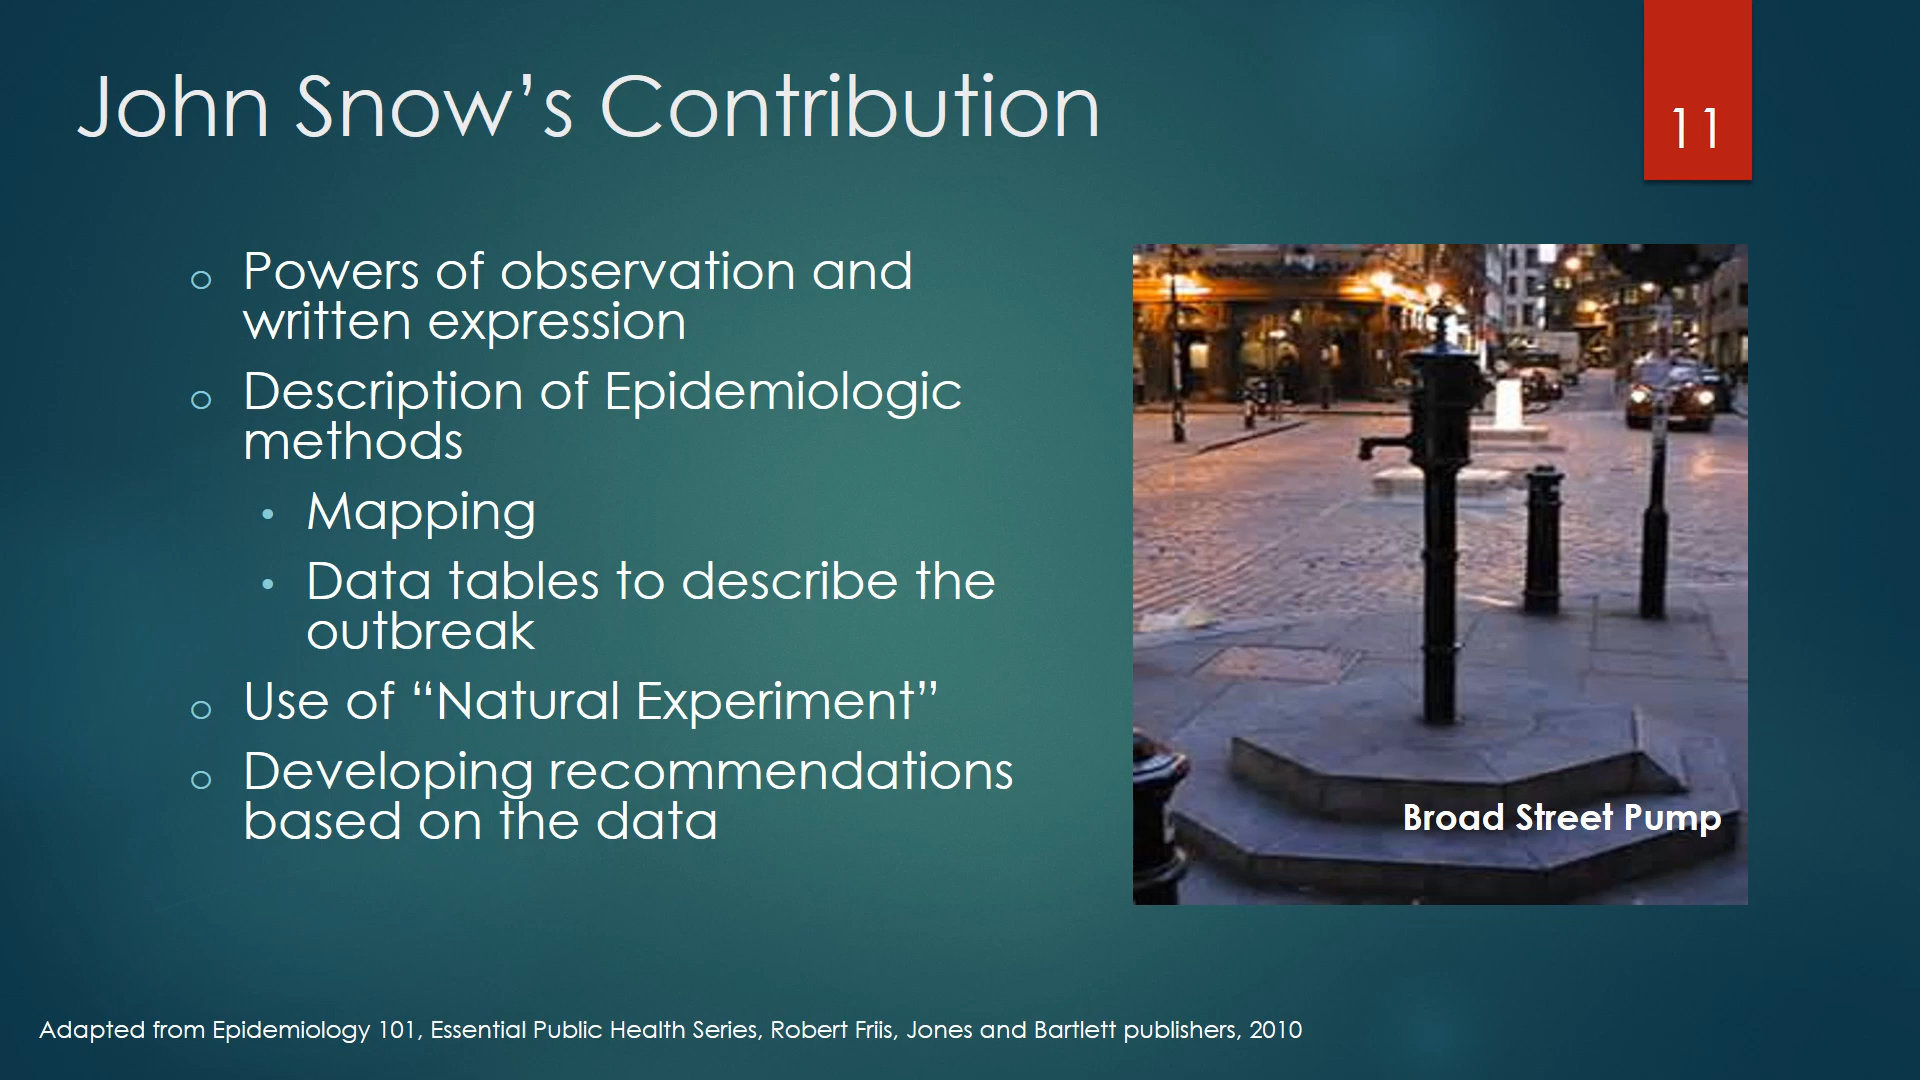 John Snow’s Contribution
11
o Powers of observation and
written expression
o Description of Epidemiologic
methods
• Mapping
• Data tables to describe the
outbreak
o Use of “Natural Experiment”
o Developing recommendations
based on the data
Broad Street Pump
Adapted from Epidemiology 101, Essential Public Health Series, Robert Friis, Jones and Bartlett publishers, 2010